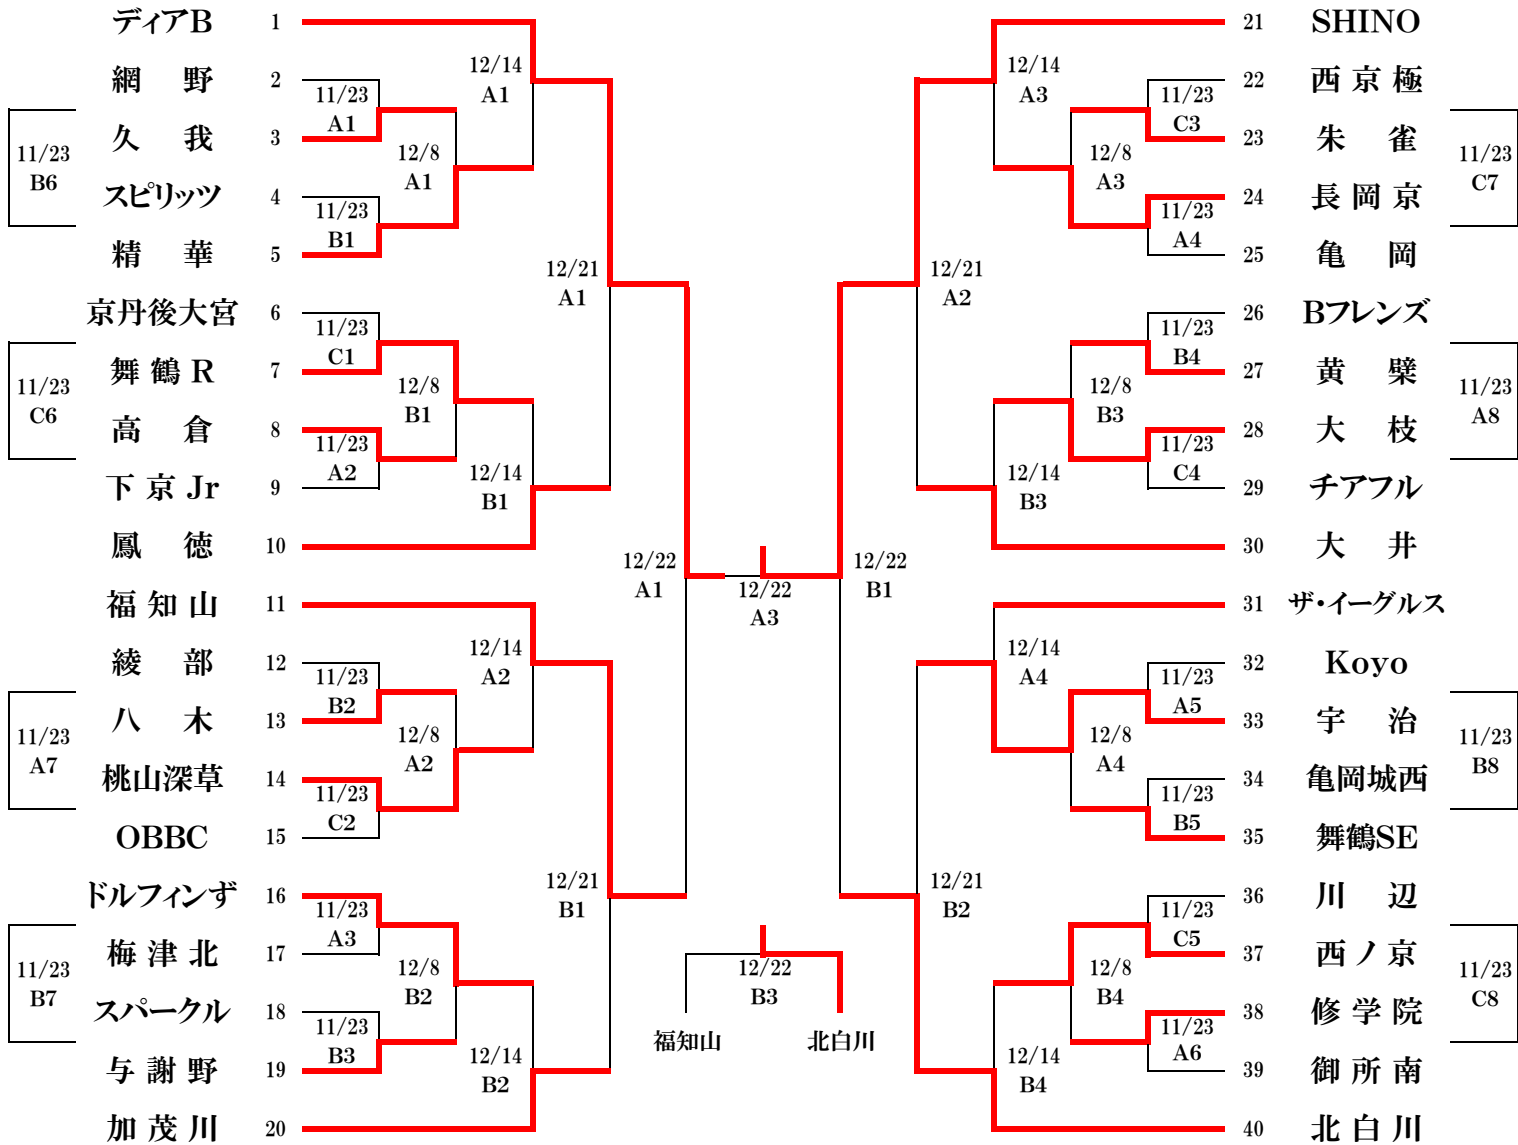 ディアB 1
網 野 2
久 我 3
スピリッツ 4
精 華 5
京丹後大宮 6
舞 鶴 R 7
高 倉 8
下 京 Jr 9
鳳 徳 10
福 知 山 11
綾 部 12
八 木 13
桃山深草 14
OBBC 15
ドルフィンず 16
梅 津 北 17
スパークル 18
与 謝 野 19
加 茂 川 20
11/23
B6
11/23
C6
11/23
A7
11/23
B7
11/23
A1
11/23
B1
11/23
C1
11/23
A2
11/23
B2
11/23
C2
11/23
A3
11/23
B3
12/8
A1
12/8
B1
12/8
A2
12/8
B2
12/14
A1
12/14
B1
12/14
A2
12/14
B2
12/21
A1
12/21
B1
12/22
A1
12/22
A3
12/22
B1
12/22
B3
福知山
北白川
12/21
A2
12/21
B2
12/14
A3
12/14
B3
12/14
A4
12/14
B4
12/8
A3
12/8
B3
12/8
A4
12/8
B4
11/23
C3
11/23
A4
11/23
B4
11/23
C4
11/23
A5
11/23
B5
11/23
C5
11/23
A6
21 SHINO
22 西 京 極
23 朱 雀
24 長 岡 京
25 亀 岡
26 Bフレンズ
27 黄 檗
28 大 枝
29 チアフル
30 大 井
31 ザ・イーグルス
32 Koyo
33 宇 治
34 亀岡城西
35 舞鶴SE
36 川 辺
37 西 ノ 京
38 修 学 院
39 御 所 南
40 北 白 川
11/23
C7
11/23
A8
11/23
B8
11/23
C8